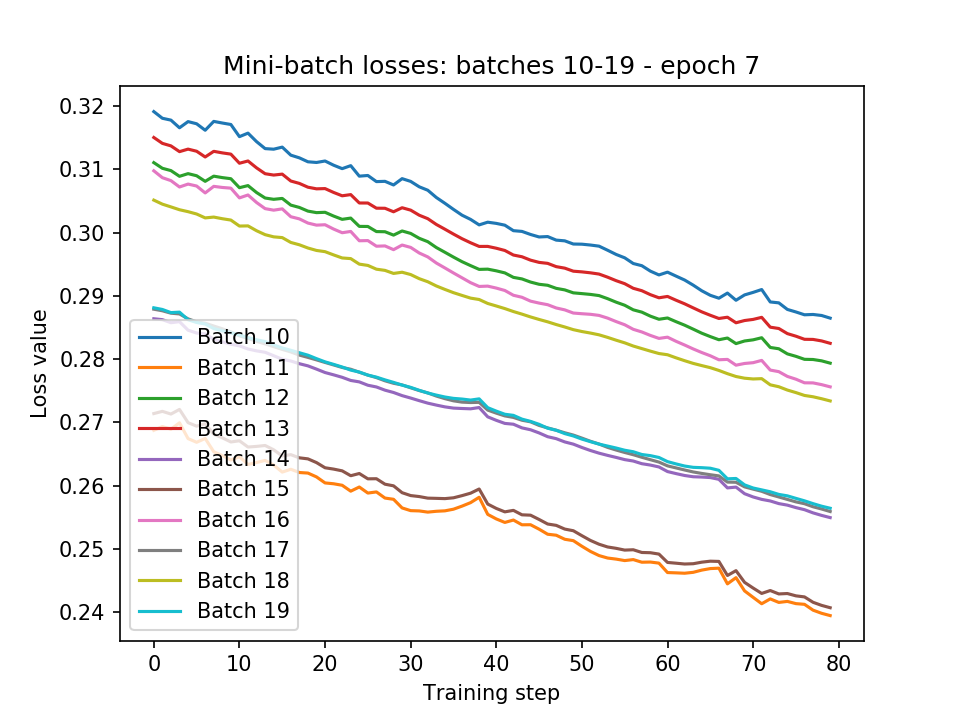 Mini-batch losses: batches 10-19 - epoch 7
Loss value
0.32
0.31
0.30
0.29
0.28
0.27
0.26
0.25
0.24
Batch 10
Batch 11
Batch 12
Batch 13
Batch 14
Batch 15
Batch 16
Batch 17
Batch 18
Batch 19
0 10 20 30 40 50 60 70 80
Training step